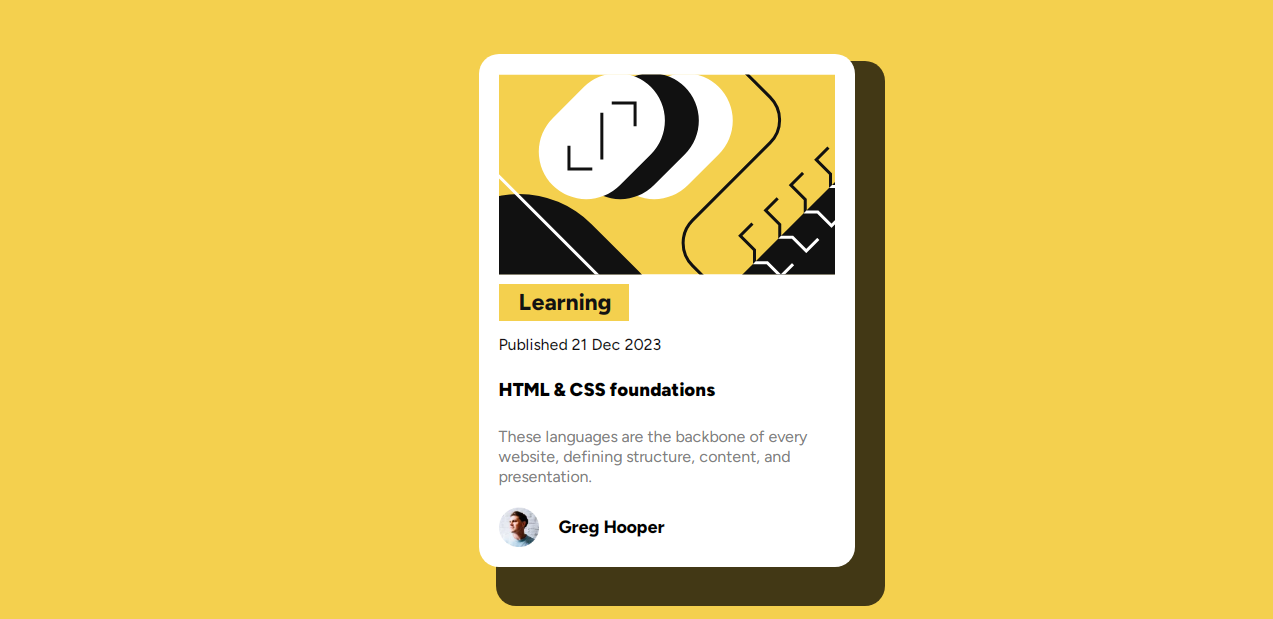 Learning
Published 21 Dec 2023
HTML & CSS foundations
These languages are the backbone of every
website, defining structure, content, and
presentation.
Greg Hooper